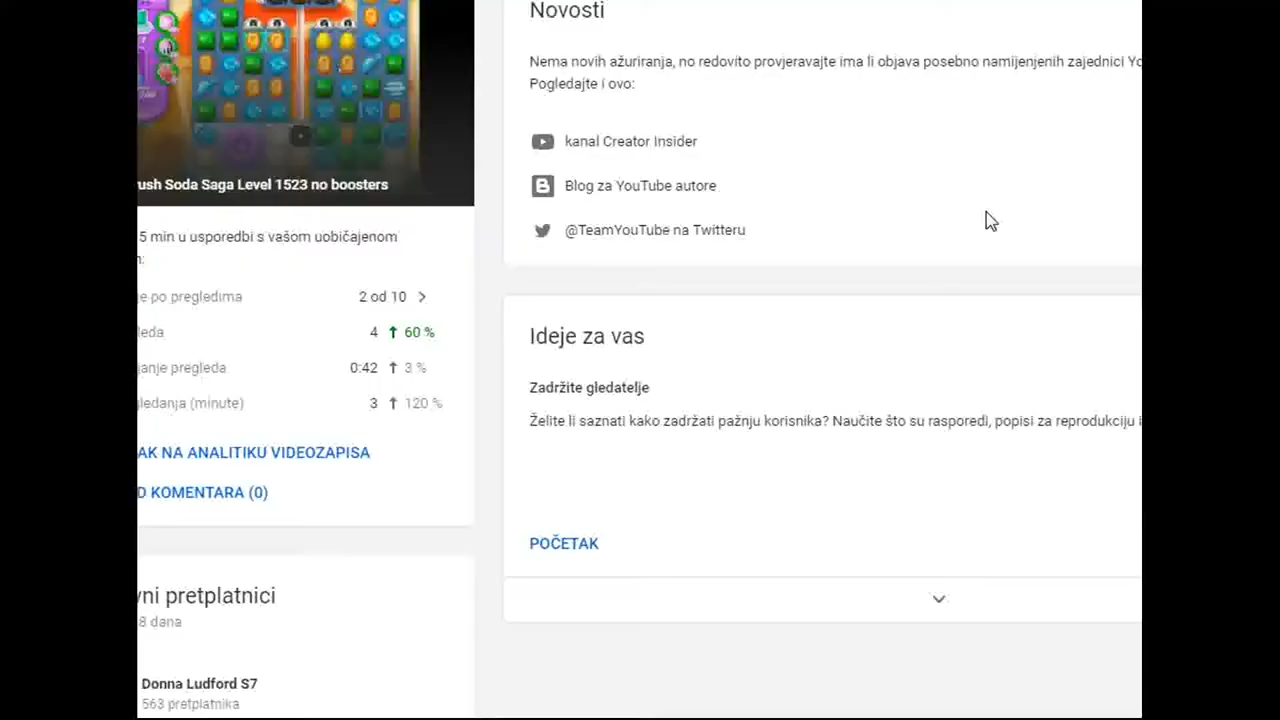 ush Soda Saga Level 1523 no boosters
5 min u usporedbi s vašom uobičajenom
e po pregledima 2 od 10
leda 4 60 %
anje pregleda 0:42 3 %
gledanja (minute) 3 120 %
AK NA ANALITIKU VIDEOZAPISA
D KOMENTARA (0)
vni pretplatnici
8 dana
Donna Ludford S7
563 pretplatnika
Novosti
Nema novih ažuriranja, no redovito provjeravajte ima li objava posebno namijenjenih zajednici Yo
Pogledajte i ovo:
kanal Creator Insider
Blog za YouTube autore
@TeamYouTube na Twitteru
Ideje za vas
Zadržite gledatelje
Želite li saznati kako zadržati pažnju korisnika? Naučite što su rasporedi, popisi za reprodukciju i
POČETAK